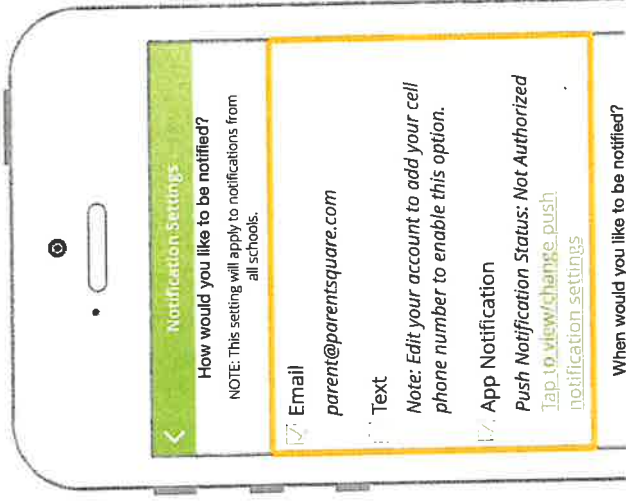 Notification Settings
How would you like to be notified?
NOTE: This setting will apply to notifications from
all schools.
Email
parent@parentsquare.com
Text
Note: Edit your account to add your cell
phone number to enable this option.
App Notification
Push Notification Status: Not Authorized
Tap to view/change push
notification settings
When would you like to be notified?